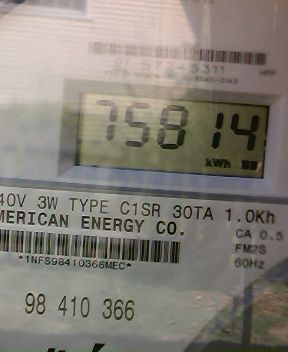 75814
kWh
40V 3W TYPE C1SR 30TA 1.0Kh
MERICAN ENERGY CO.
CA 0.5
FM2S
*1NFS98410366MEC*
60Hz
98 410 366